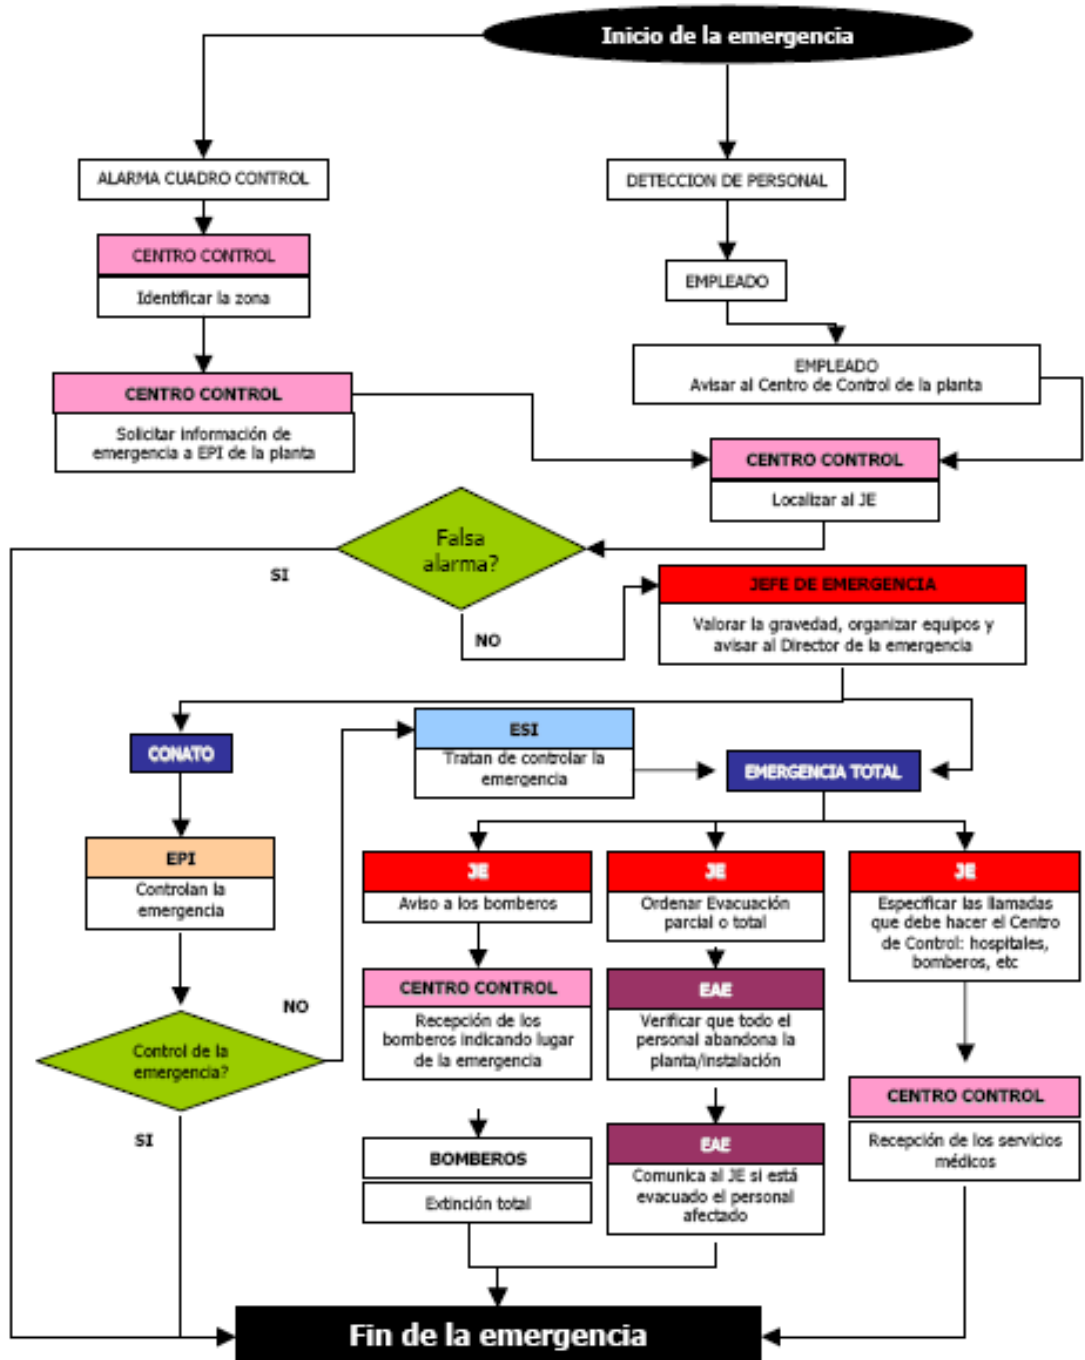 Inicio de la emergencia
ALARMA CUADRO CONTROL
DETECCION DE PERSONAL
CENTRO CONTROL
Identificar la zona
EMPLEADO
EMPLEADO
Avisar al Centro de Control de la planta
CENTRO CONTROL
Solicitar información de
emergencia a EPI de la planta
CENTRO CONTROL
Localizar al JE
Falsa
alarma?
SI
NO
JEFE DE EMERGENCIA
Valorar la gravedad, organizar equipos y
avisar al Director de la emergencia
CONATO
ESI
Tratan de controlar la
emergencia
EMERGENCIA TOTAL
EPI
Controlan la
emergencia
JE
Aviso a los bomberos
JE
Ordenar Evacuación
parcial o total
JE
Especificar las llamadas
que debe hacer el Centro
de Control: hospitales,
bomberos, etc
CENTRO CONTROL
Recepción de los
bomberos indicando lugar
de la emergencia
EAE
Verificar que todo el
personal abandona la
planta/instalación
NO
Control de la
emergencia?
SI
CENTRO CONTROL
Recepción de los servicios
médicos
BOMBEROS
Extinción total
EAE
Comunica al JE si está
evacuado el personal
afectado
Fin de la emergencia